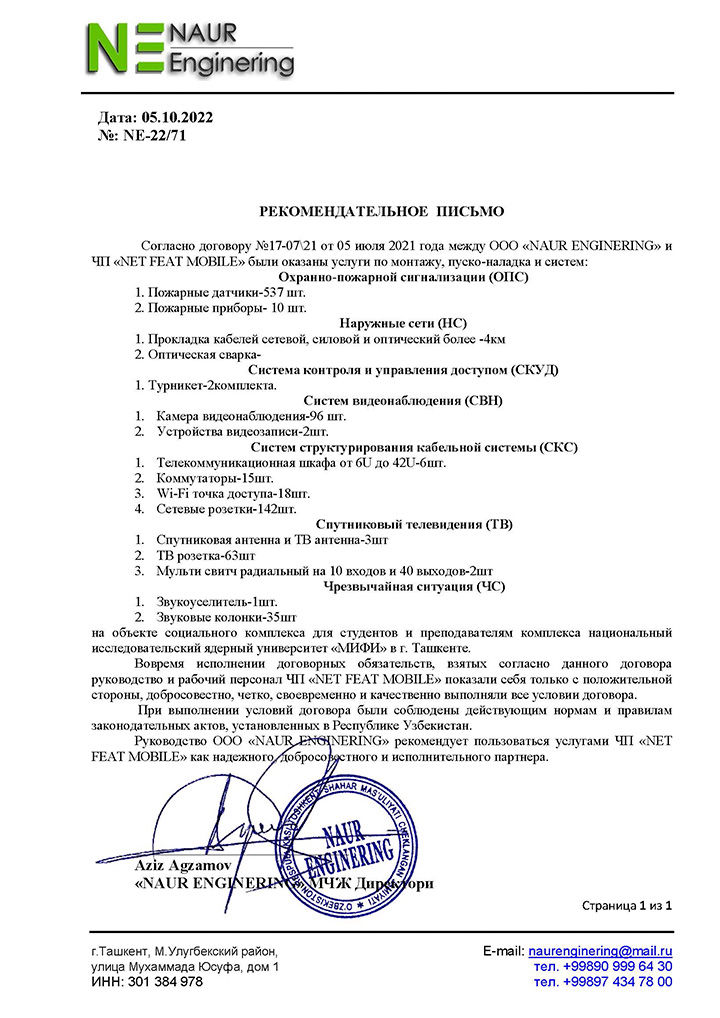 NE NAUR
Enginering
Дата: 05.10.2022
№: NE-22/71
РЕКОМЕНДАТЕЛЬНОЕ ПИСЬМО
Согласно договору №17-07\21 от 05 июля 2021 года между ООО «NAUR ENGINERING» и
ЧП «NET FEAT MOBILE» были оказаны услуги по монтажу, пуско-наладка и систем:
Охранно-пожарной сигнализации (ОПС)
1. Пожарные датчики-537 шт.
2. Пожарные приборы- 10 шт.
Наружные сети (НС)
1. Прокладка кабелей сетевой, силовой и оптический более -4км
2. Оптическая сварка-
Система контроля и управления доступом (СКУД)
1. Турникет-2комплекта.
Систем видеонаблюдения (СВН)
1. Камера видеонаблюдения-96 шт.
2. Устройства видеозаписи-2шт.
Систем структурирования кабельной системы (СКС)
1. Телекоммуникационная шкафа от 6U до 42U-6шт.
2. Коммутаторы-15шт.
3. Wi-Fi точка доступа-18шт.
4. Сетевые розетки-142шт.
Спутниковый телевидения (ТВ)
1. Спутниковая антенна и ТВ антенна-3шт
2. ТВ розетка-63шт
3. Мульти свитч радиальный на 10 входов и 40 выходов-2шт
Чрезвычайная ситуация (ЧС)
1. Звукоуселитель-1шт.
2. Звуковые колонки-35шт
на объекте социального комплекса для студентов и преподавателям комплекса национальный
исследовательский ядерный университет «МИФИ» в г. Ташкенте.
Вовремя исполнении договорных обязательств, взятых согласно данного договора
руководство и рабочий персонал ЧП «NET FEAT MOBILE» показали себя только с положительной
стороны, добросовестно, четко, своевременно и качественно выполняли все условии договора.
При выполнении условий договора были соблюдены действующим нормам и правилам
законодательных актов, установленных в Республике Узбекистан.
Руководство ООО «NAUR ENGINERING» рекомендует пользоваться услугами ЧП «NET
FEAT MOBILE» как надежного, добросовестного и исполнительного партнера.
NAUR
ENGINERING
Aziz Agzamov
«NAUR ENGINERING» МЧЖ Директори
Страница 1 из 1
г.Ташкент, М.Улугбекский район,
улица Мухаммада Юсуфа, дом 1
ИНН: 301 384 978
E-mail: naurenginering@mail.ru
тел. +99890 999 64 30
тел. +99897 434 78 00